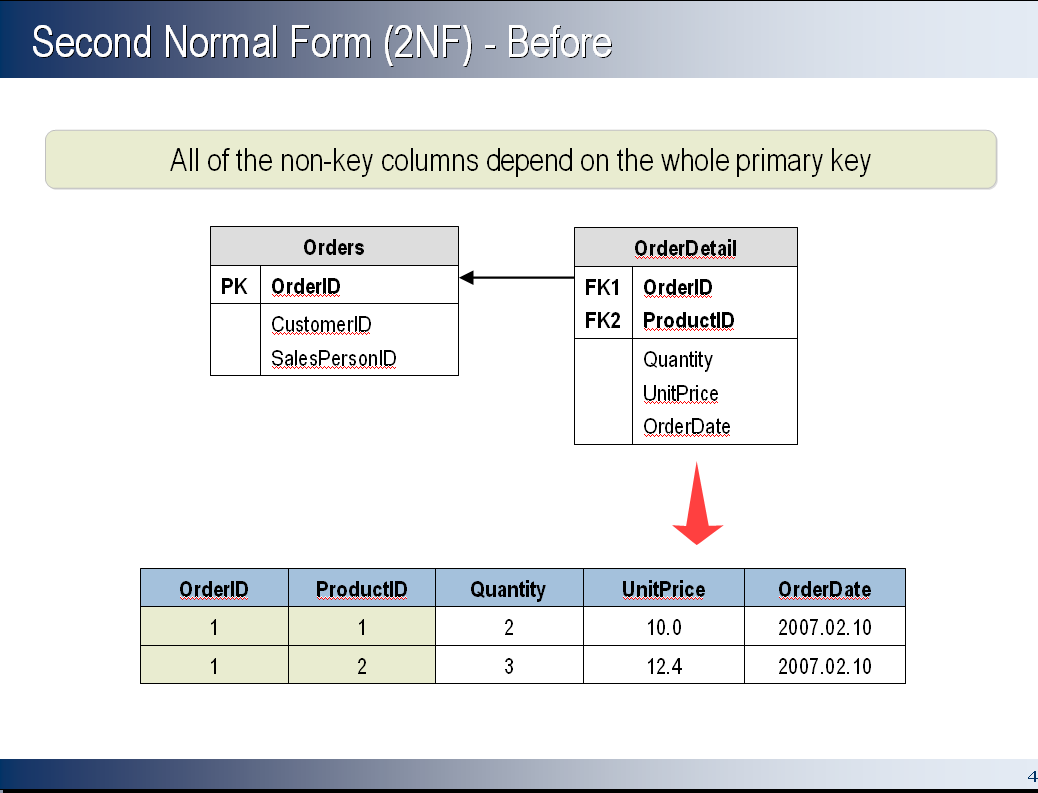 Second Normal Form (2NF) - Before
All of the non-key columns depend on the whole primary key
Orders
PK OrderID
CustomerID
SalesPersonID
OrderDetail
FK1 OrderID
FK2 ProductID
Quantity
UnitPrice
OrderDate
OrderID ProductID Quantity UnitPrice OrderDate
1 1 2 10.0 2007.02.10
1 2 3 12.4 2007.02.10
4